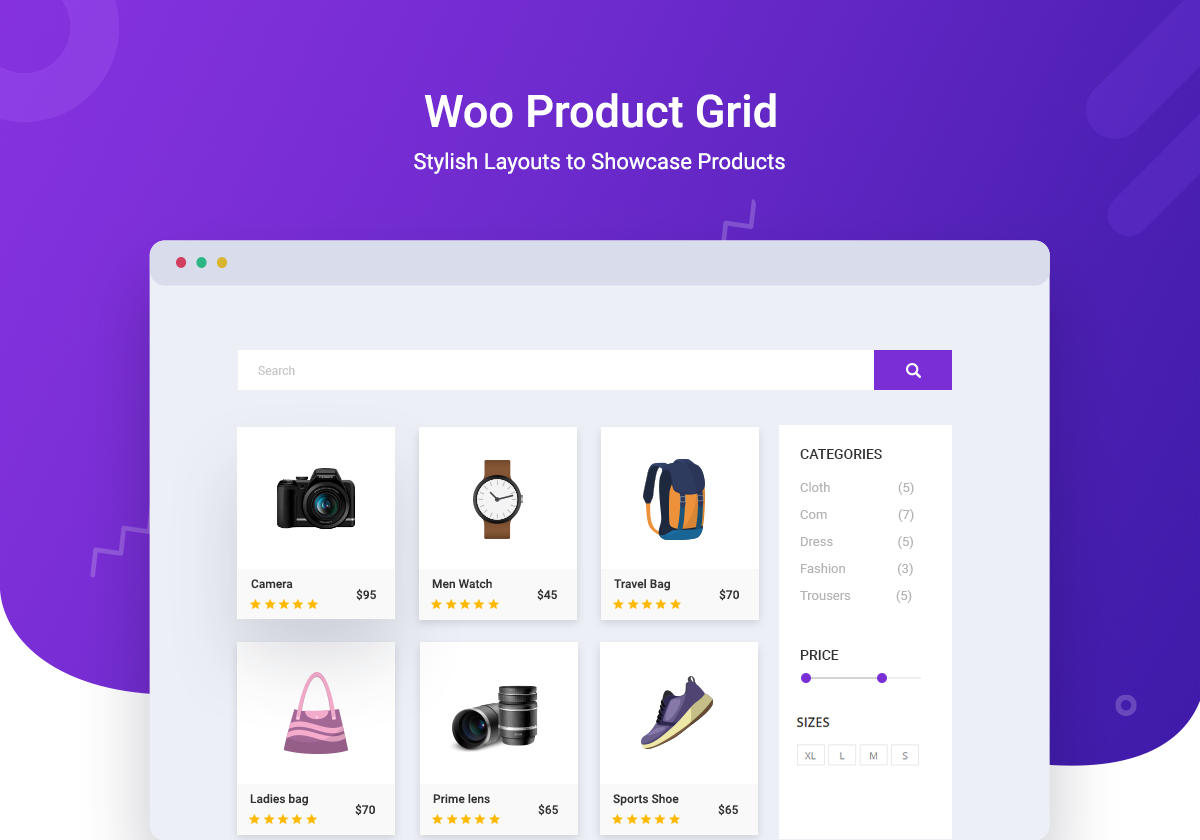 Woo Product Grid
Stylish Layouts to Showcase Products
Search
Camera
$95
Men Watch
$45
Travel Bag
$70
Ladies bag
$70
Prime lens
$65
Sports Shoe
$65
CATEGORIES
Cloth (5)
Com (7)
Dress (5)
Fashion (3)
Trousers (5)
PRICE
SIZES
XL L M S